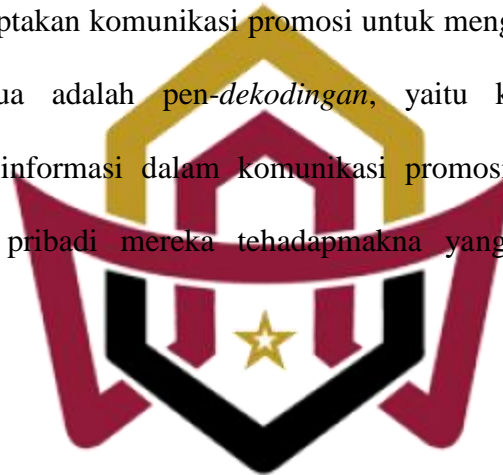 ptakan komunikasi promosi untuk meng
ua adalah pen-dekodingan, yaitu k
informasi dalam komunikasi promosi
pribadi mereka tehadapmakna yang